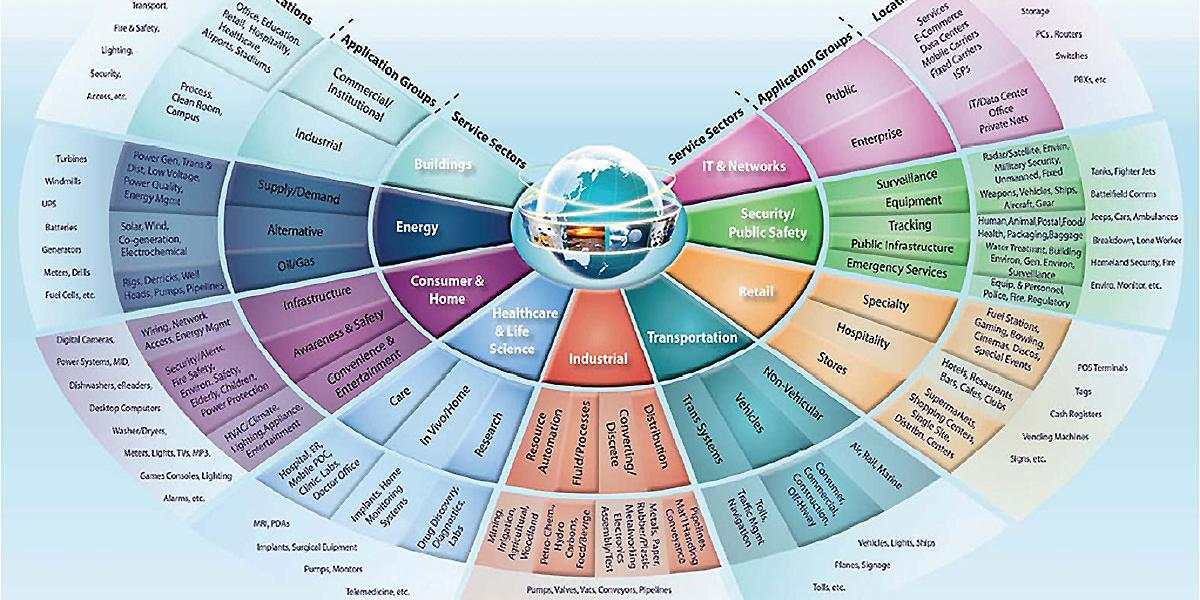 Transport,
Fire & Safety,
Lighting,
Security,
Access, etc.
Office, Education,
Retail, Hospitality,
Healthcare,
Airports, Stadiums
Process,
Clean Room,
Campus
Application Groups
Commercial/
Institutional
Industrial
Service Sectors
Buildings
Turbines
Windmills
UPS
Batteries
Generators
Meters, Drills
Fuel Cells, etc.
Power Gen, Trans &
Dist, Low Voltage,
Power Quality,
Energy Mgmt
Solar, Wind,
Co-generation,
Electrochemical
Rigs, Derricks, Well
Heads, Pumps, Pipelines
Supply/Demand
Alternative
Oil/Gas
Energy
Digital Cameras,
Power Systems, MID,
Dishwashers, eReaders,
Desktop Computers
Washer/Dryers,
Meters, Lights, TVs, MP3,
Games Consoles, Lighting
Alarms, etc.
Wiring, Network
Access, Energy Mgmt
Security/Alerts
Fire Safety,
Environ. Safety,
Elderly, Children,
Power Protection
HVAC/Climate,
Lighting, Appliance,
Entertainment
Infrastructure
Awareness & Safety
Convenience &
Entertainment
Consumer &
Home
MRI, PDAs
Implants, Surgical Euipment
Pumps, Montors
Telemedicine, etc.
Hospital, ER,
Mobile POC,
Clinic, Labs,
Doctor Office
Implants, Home
Monitoring
Systems
Drug Discovery,
Diagnostics,
Labs
Care
In Vivo/Home
Research
Healthcare
& Life
Science
Industrial
Resource
Automation
Fluid/Processes
Converting/
Discrete
Distribution
Mining,
Irrigation,
Agricultural,
Woodland
Petro-Chem,
Hydro
Carbons,
Food/Bevrge
Metals, Paper,
Rubber/Plastic
Metalworking
Electronics
Assembly/Test
Pipelines,
Mat'l Handling
Conveyance
Pumps, Valves, Vats, Conveyors, Pipelines
Transportation
Trans Systems
Vehicles
Non-Vehicular
Tolls,
Traffic Mgmt
Navigation
Consumer,
Commercial,
Construction,
Off-Hiway
Air, Rail, Marine
Vehicles, Lights, Ships
Planes, Signage
Tolls, etc.
Retail
Specialty
Hospitality
Stores
Fuel Stations,
Gaming, Bowling,
Cinemas, Discos,
Special Events
Hotels, Resaurants,
Bars, Cafes, Clubs
Supermarkets,
Shopping Centers,
Single Site,
Distribn. Centers
POS Terminals
Tags
Cash Registers
Vending Machines
Signs, etc.
Security/
Public Safety
Surveillance
Equipment
Tracking
Public Infrastructure
Emergency Services
Radar/Satellite, Environ,
Military Security,
Unmanned, Fixed
Weapons, Vehicles, Ships,
Aircraft, Gear
Human, Animal, Postal, Food/
Health, Packaging, Baggage
Water Treatment, Building
Environ, Gen. Environ,
Surveillance
Equip. & Personnel,
Police, Fire, Regulatory
Tanks, Fighter Jets
Battelfield Comms
Jeeps, Cars, Ambulances
Breakdown, Lone Worker
Homeland Security, Fire
Enviro, Monitor, etc.
Service Sectors
IT & Networks
Application Groups
Public
Enterprise
Services
E-Commerce
Data Centers
Mobile Carriers
Fixed Carriers
ISPs
IT/Data Center
Office
Private Nets
Storage
PCs, Routers
Switches
PBXs, etc